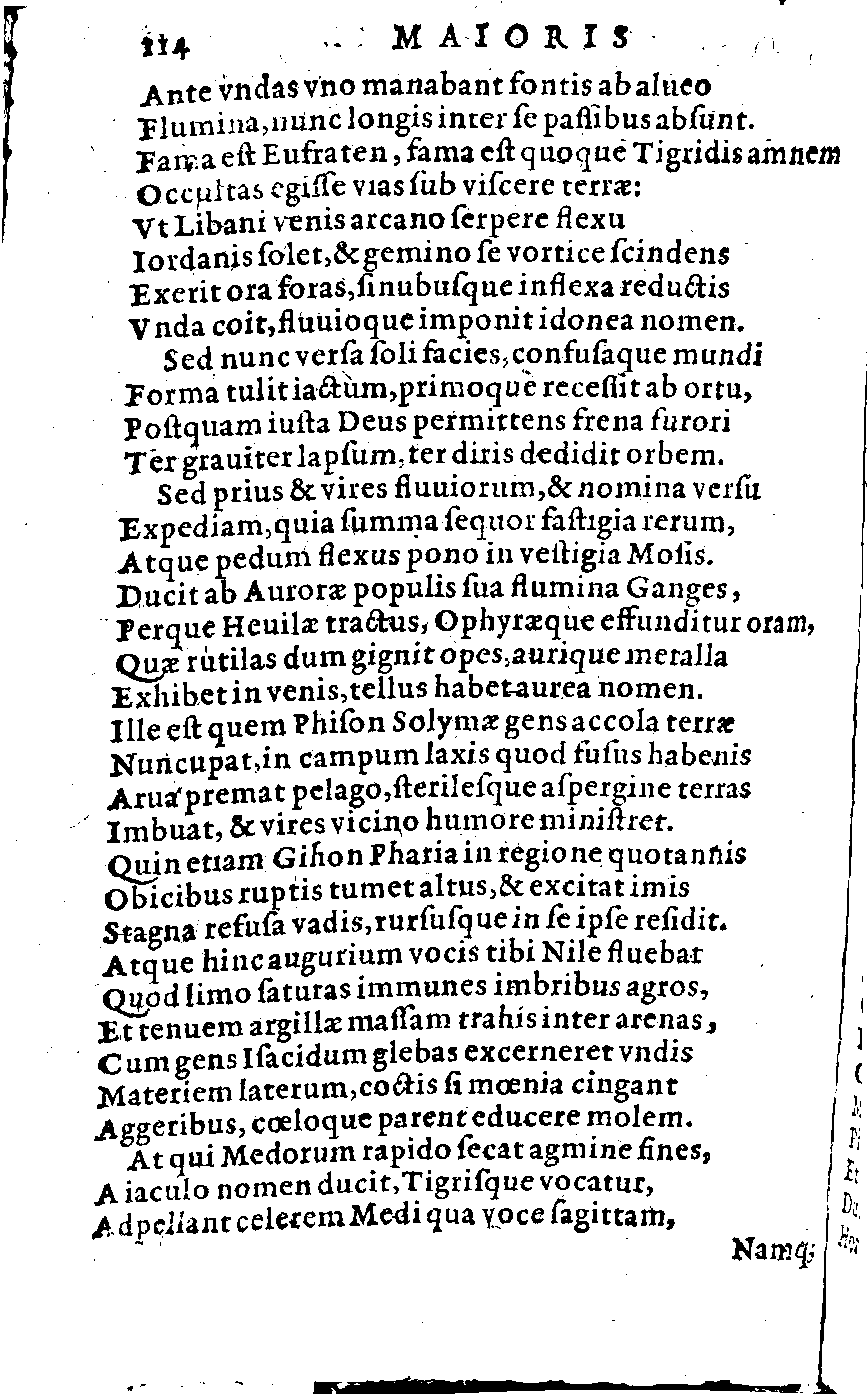 114 MAIORIS
Ante vndas vno manabant fontis ab alueo
Flumina, nunc longis inter ſe paſſibus abſunt.
Fama eſt Eufraten, fama eſt quoque Tigridis amnem
Occultas egiſſe vias ſub viſcere terræ:
Vt Libani venis arcano ſerpere flexu
Iordanis ſolet, & gemino ſe vortice ſcindens
Exerit ora foras, ſinubuſque inflexa reductis
Vnda coit, fluuioque imponit idonea nomen.
Sed nunc verſa ſoli facies, confuſaque mundi
Forma tulit iactum, primoque receſſit ab ortu,
Poſtquam iuſta Deus permittens frena furori
Ter grauiter lapſum, ter diris dedidit orbem.
Sed prius & vires fluuiorum, & nomina verſu
Expediam, quia ſumma ſequor faſtigia rerum,
Atque pedum flexus pono in veſtigia Moſis.
Ducit ab Auroræ populis ſua flumina Ganges,
Perque Heuilæ tractus, Ophyræque effunditur oram,
Quæ rutilas dum gignit opes, aurique metalla
Exhibet in venis, tellus habet aurea nomen.
Ille eſt quem Phiſon Solymæ gens accola terræ
Nuncupat, in campum laxis quod fuſus habenis
Arua premat pelago, ſterileſque aſpergine terras
Imbuat, & vires vicino humore miniſtret.
Quin etiam Gihon Pharia in regione quotannis
Obicibus ruptis tumet altus, & excitat imis
Stagna refuſa vadis, rurſuſque in ſe ipſe reſidit.
Atque hinc augurium vocis tibi Nile fluebat
Quod limo ſaturas immunes imbribus agros,
Et tenuem argillæ maſſam trahis inter arenas,
Cum gens Iſacidum glebas excerneret vndis
Materiem laterum, coctis ſi mœnia cingant
Aggeribus, cœloque parent educere molem.
At qui Medorum rapido ſecat agmine fines,
A iaculo nomen ducit, Tigriſque vocatur,
Adpellant celerem Medi qua voce ſagittam,
Namq;